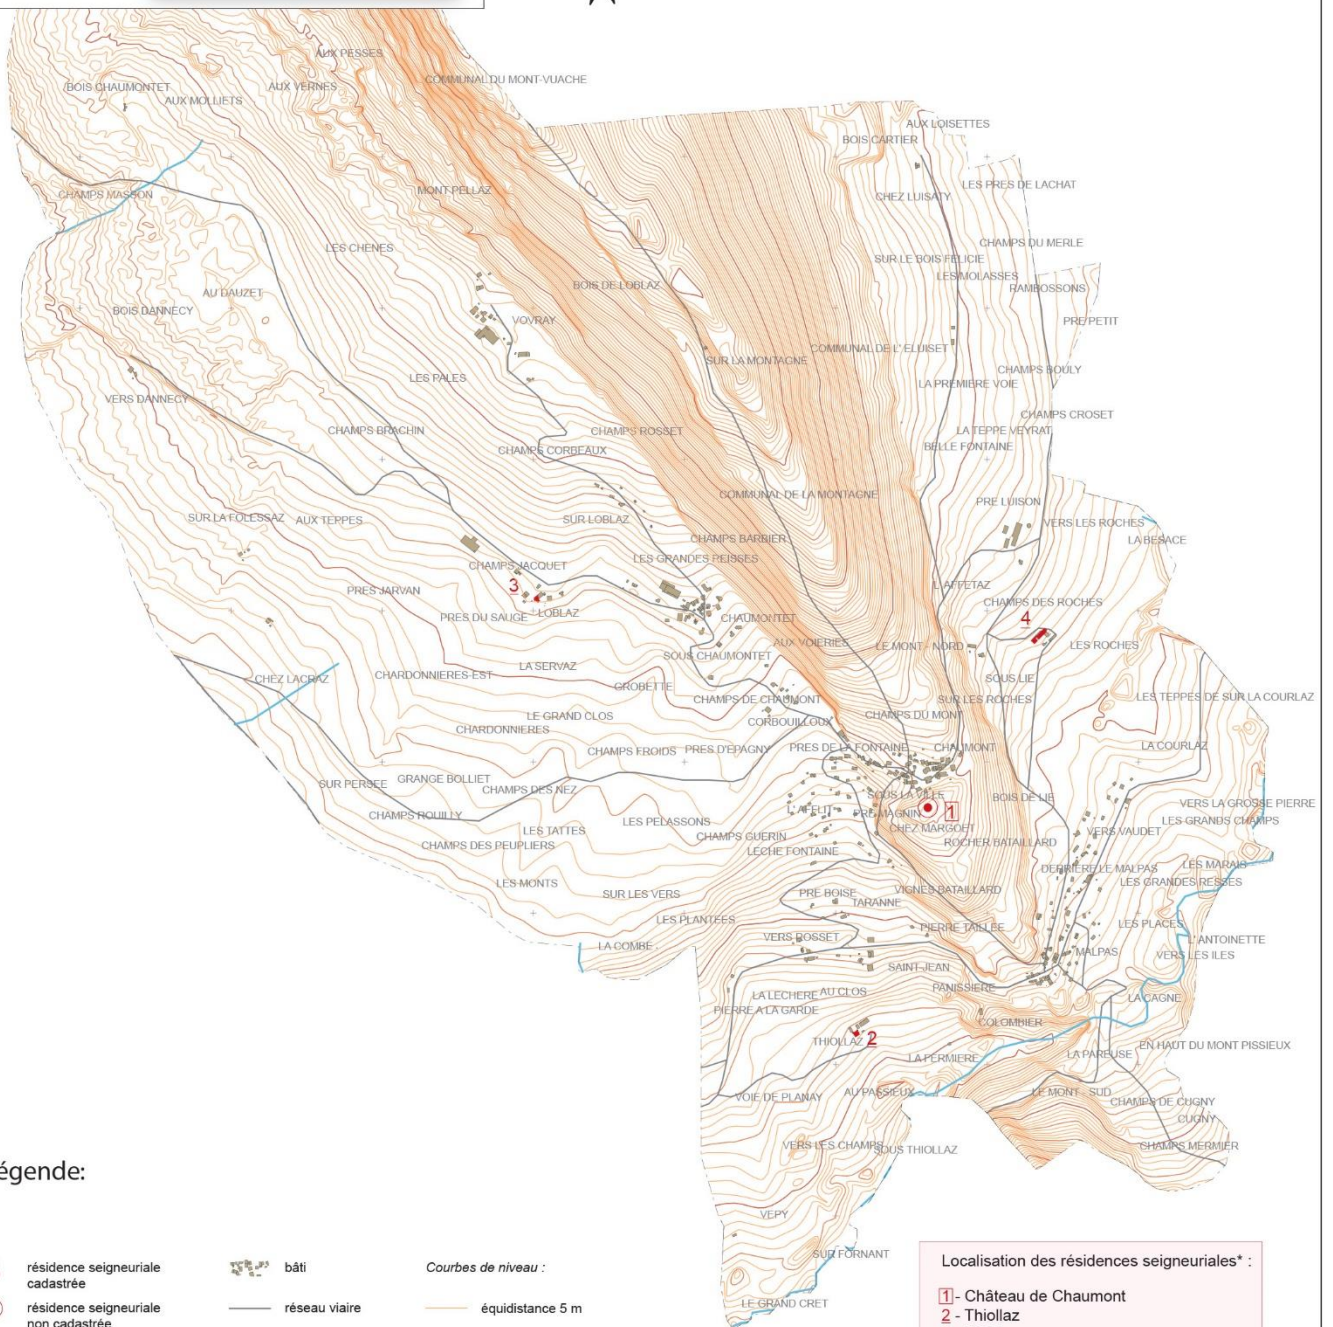 AUX PESSES
COMMUNAL DU MONT-VUACHE
BOIS CHAUMONTET
AUX VERNES
AUX MOLLIETS
AUX LOISETTES
BOIS CARTIER
CHAMPS MASSON
MONT PELLAZ
LES PRES DE LACHAT
CHEZ LUISATY
LES CHENES
CHAMPS DU MERLE
SUR LE BOIS FELICIE
LES MOLASSES
BOIS DE LOBLAZ
RAMBOSSONS
AU DAUZET
BOIS DANNECY
VOVRAY
PRE PETIT
COMMUNAL DE L' ELUISET
SUR LA MONTAGNE
CHAMPS BOULY
LES PALES
LA PREMIERE VOIE
VERS DANNECY
CHAMPS CROSET
CHAMPS BRACHIN
CHAMPS ROSSET
LA TEPPE VEYRAT
CHAMPS CORBEAUX
BELLE FONTAINE
COMMUNAL DE LA MONTAGNE
PRE LUISON
SUR LA FOLESSAZ
AUX TEPPES
SUR LOBLAZ
VERS LES ROCHES
LA BESACE
CHAMPS BARBIER
LES GRANDES PEISSES
CHAMPS JACQUET
3
L' AFFETAZ
PRES JARVAN
CHAMPS DES ROCHES
PRES DU SAUGE
LOBLAZ
CHAUMONTET
4
AUX VOIERIES
LE MONT - NORD
LES ROCHES
SOUS CHAUMONTET
LA SERVAZ
CHEZ LACRAZ
CHARDONNIERES-EST
SOUS LIE
GROBETTE
LES TEPPES DE SUR LA COURLAZ
CHAMPS DE CHAUMONT
SUR LES ROCHES
LE GRAND CLOS
CHAMPS DU MONT
CORBOUILLOUX
CHARDONNIERES
CHAMPS FROIDS
PRES D'EPAGNY
PRES DE LA FONTAINE
CHAUMONT
LA COURLAZ
GRANGE BOLLIET
SUR PERSEE
CHAMPS DES NEZ
SOUS LA VILLE
BOIS DE LIE
VERS LA GROSSE PIERRE
L' AFFLIT
PRE MAGNIN
1
CHAMPS ROUILLY
LES PELASSONS
LES GRANDS CHAMPS
CHEZ MARGOET
LES TATTES
CHAMPS GUERIN
VERS VAUDET
CHAMPS DES PEUPLIERS
LECHE FONTAINE
ROCHER BATAILLARD
LES MARAIS
DERRIERE LE MALPAS
LES MONTS
LES GRANDES RESSES
SUR LES VERS
PRE BOISE
VIGNES BATAILLARD
TARANNE
LES PLANTEES
PIERRE TAILLEE
LES PLACES
VERS ROSSET
L' ANTOINETTE
LA COMBE
MALPAS
VERS LES ILES
SAINT-JEAN
PANISSIERE
LA LECHERE
AU CLOS
LA CAGNE
PIERRE A LA GARDE
COLOMBIER
THIOLLAZ
2
EN HAUT DU MONT PISSIEUX
LA FERMIERE
LA PAREUSE
VOIE DE PLANAY
AU PASSIEUX
LE MONT - SUD
CHAMPS DE CUGNY
CUGNY
VERS LES CHAMPS
SOUS THIOLLAZ
CHAMPS MERMIER
VEPY
SUR FORNANT
LE GRAND CRET
égende:
résidence seigneuriale
cadastrée
bâti
Courbes de niveau :
résidence seigneuriale
non cadastrée
réseau viaire
équidistance 5 m
Localisation des résidences seigneuriales* :
1 - Château de Chaumont
2 - Thiollaz